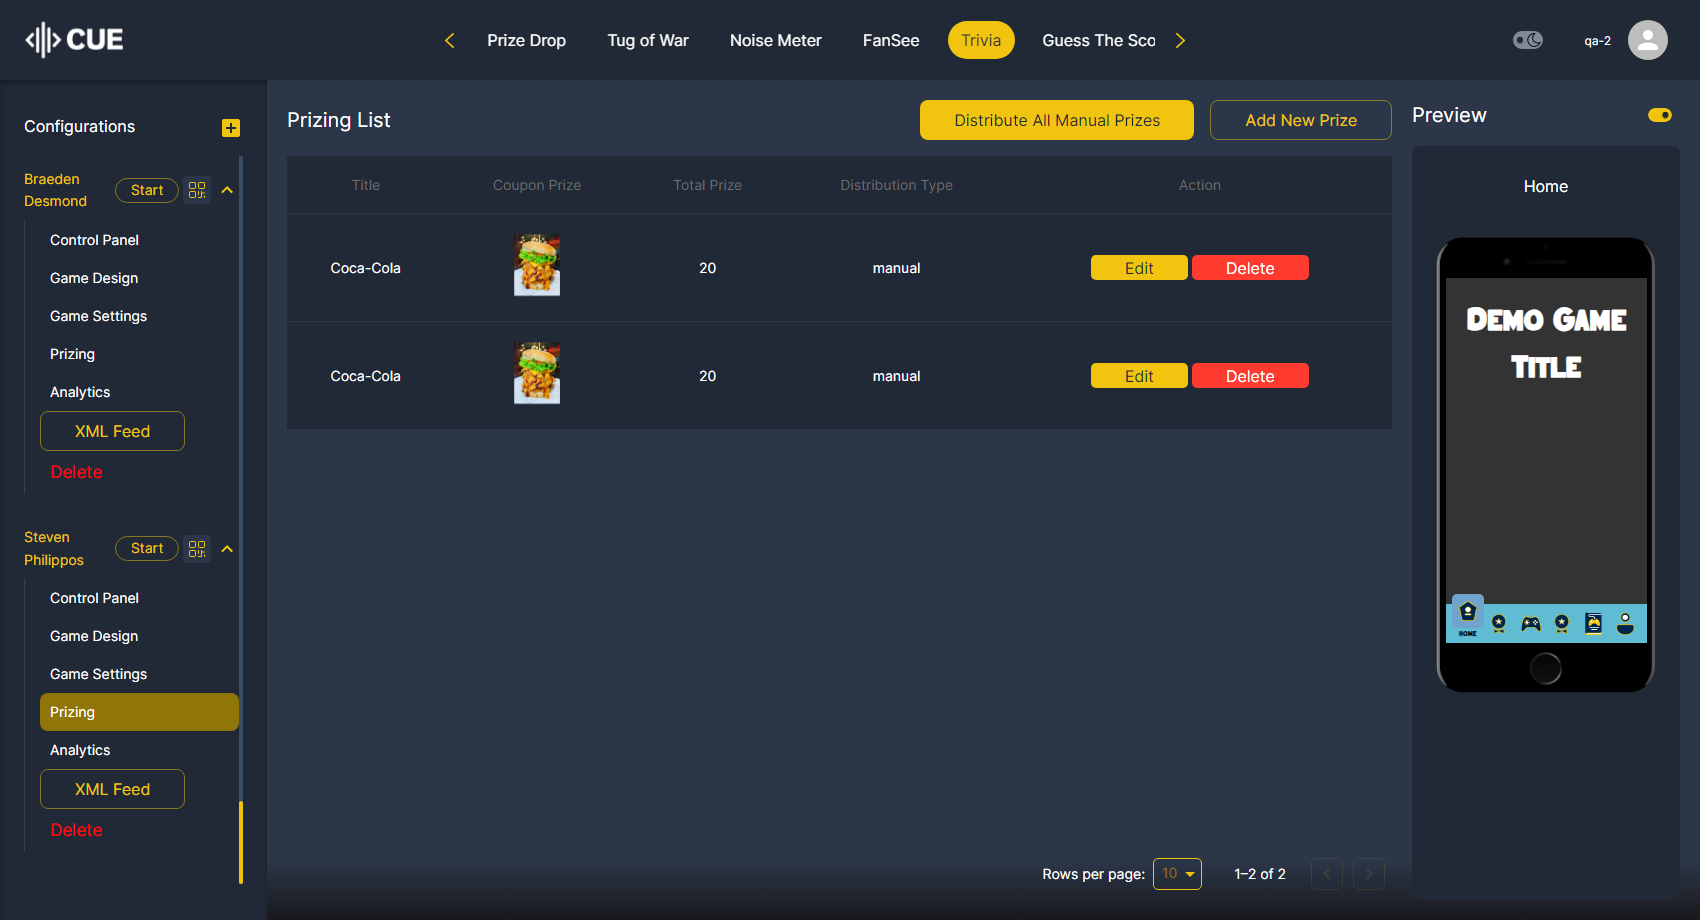 CUE
Prize Drop
Tug of War
Noise Meter
FanSee
Trivia
Guess The Sco
qa-2
Configurations
Braeden
Desmond
Start
Control Panel
Game Design
Game Settings
Prizing
Analytics
XML Feed
Delete
Steven
Philippos
Start
Control Panel
Game Design
Game Settings
Prizing
Analytics
XML Feed
Delete
Prizing List
Distribute All Manual Prizes
Add New Prize
Title Coupon Prize Total Prize Distribution Type Action
Coca-Cola 20 manual Edit Delete
Coca-Cola 20 manual Edit Delete
Rows per page: 10 1–2 of 2
Preview
Home
Demo Game
Title
HOME